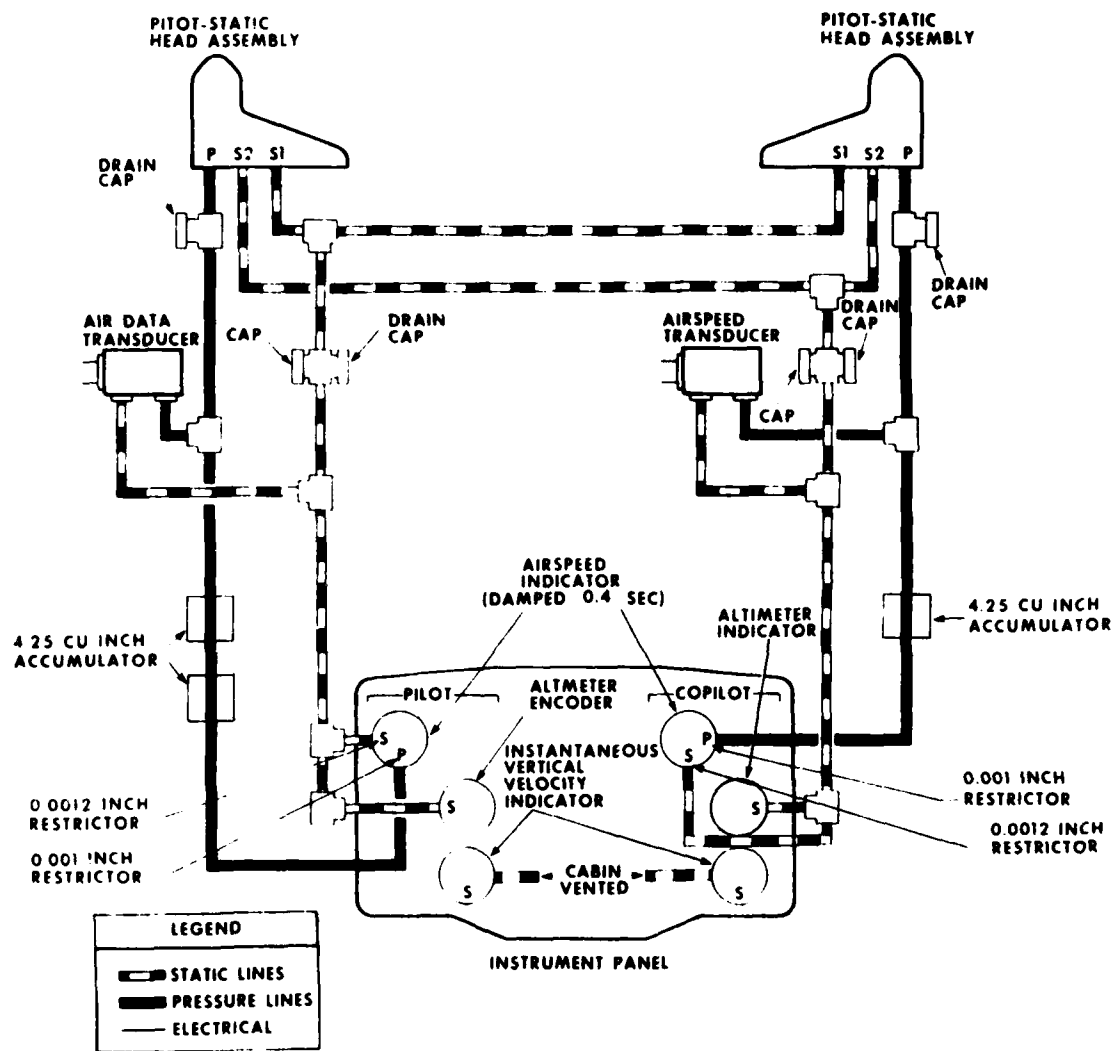 PITOT-STATIC
HEAD ASSEMBLY
PITOT-STATIC
HEAD ASSEMBLY
P S2 S1
S1 S2 P
DRAIN
CAP
DRAIN
CAP
AIR DATA
TRANSDUCER
CAP
DRAIN
CAP
AIRSPEED
TRANSDUCER
DRAIN
CAP
CAP
AIRSPEED
INDICATOR
(DAMPED 0.4 SEC)
ALTIMETER
INDICATOR
4.25 CU INCH
ACCUMULATOR
4.25 CU INCH
ACCUMULATOR
PILOT
ALTMETER
ENCODER
COPILOT
S
P
P
S
INSTANTANEOUS
VERTICAL
VELOCITY
INDICATOR
S
S
0.0012 INCH
RESTRICTOR
0.001 INCH
RESTRICTOR
0.001 INCH
RESTRICTOR
0.0012 INCH
RESTRICTOR
S
CABIN
VENTED
S
INSTRUMENT PANEL
LEGEND
STATIC LINES
PRESSURE LINES
ELECTRICAL